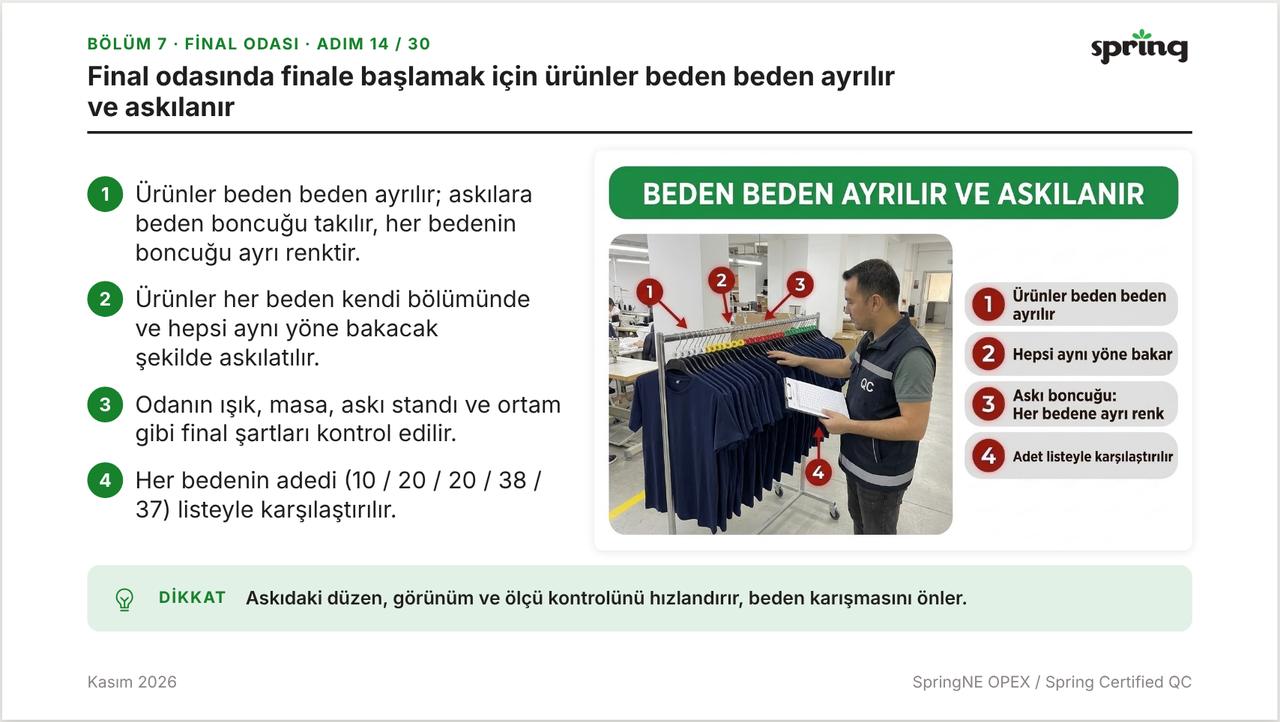 BÖLÜM 7 · FİNAL ODASI · ADIM 14 / 30
spring
Final odasında finale başlamak için ürünler beden beden ayrılır
ve askılanır
1 Ürünler beden beden ayrılır; askılara
beden boncuğu takılır, her bedenin
boncuğu ayrı renktir.
2 Ürünler her beden kendi bölümünde
ve hepsi aynı yöne bakacak
şekilde askılatılır.
3 Odanın ışık, masa, askı standı ve ortam
gibi final şartları kontrol edilir.
4 Her bedenin adedi (10 / 20 / 20 / 38 /
37) listeyle karşılaştırılır.
BEDEN BEDEN AYRILIR VE ASKILANIR
1
2
3
QC
4
1 Ürünler beden beden
ayrılır
2 Hepsi aynı yöne bakar
3 Askı boncuğu:
Her bedene ayrı renk
4 Adet listeyle karşılaştırılır
DİKKAT Askıdaki düzen, görünüm ve ölçü kontrolünü hızlandırır, beden karışmasını önler.
Kasım 2026
SpringNE OPEX / Spring Certified QC